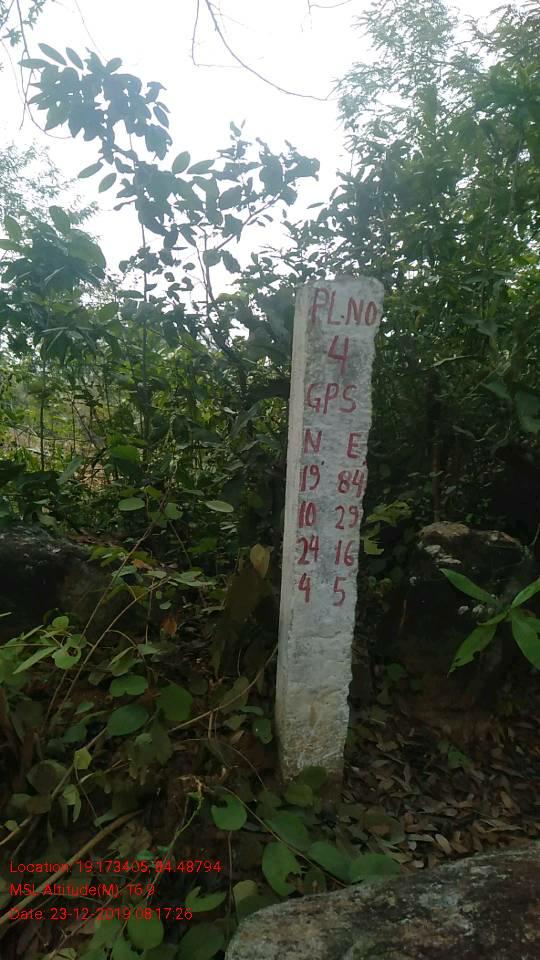 PL.NO
4
GPS
N E
19° 84
10 29
24 16
4 5
Location: 19.173405,84.48794
MSL Altitude(M): 16.9
Date: 23-12-2019 08:17:26